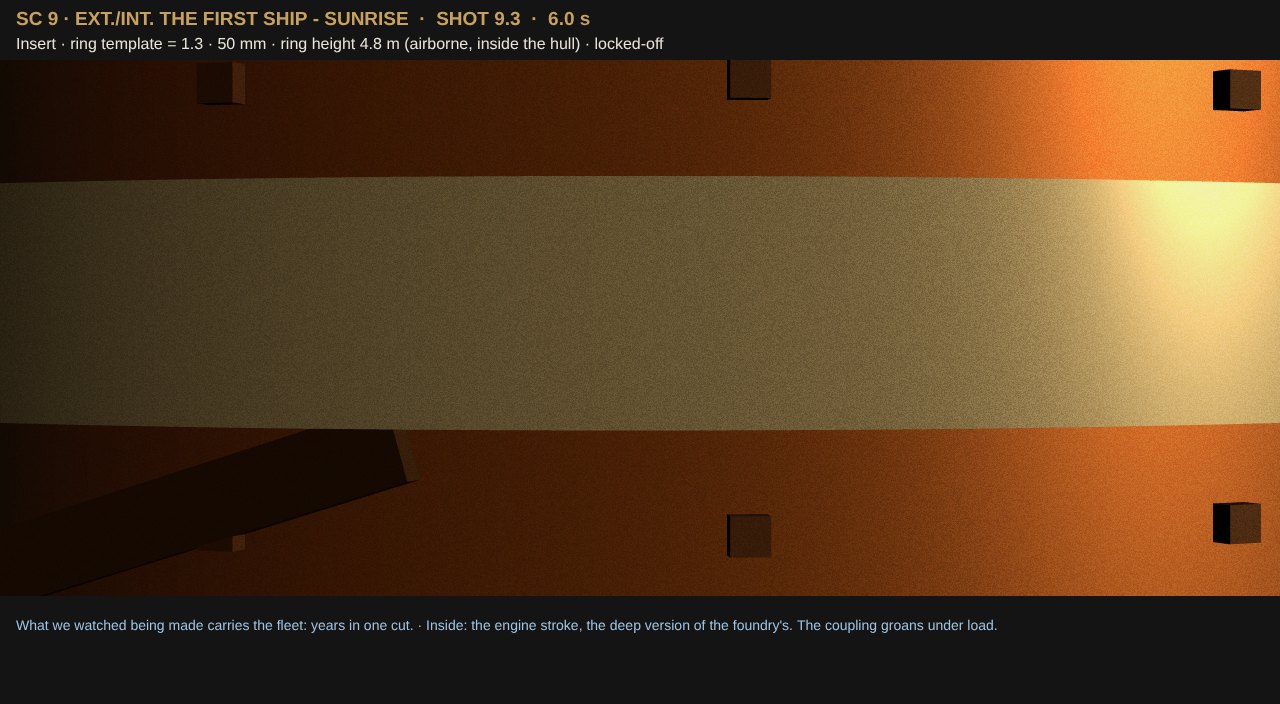 SC 9 · EXT./INT. THE FIRST SHIP - SUNRISE · SHOT 9.3 · 6.0 s
Insert · ring template = 1.3 · 50 mm · ring height 4.8 m (airborne, inside the hull) · locked-off
What we watched being made carries the fleet: years in one cut. · Inside: the engine stroke, the deep version of the foundry's. The coupling groans under load.